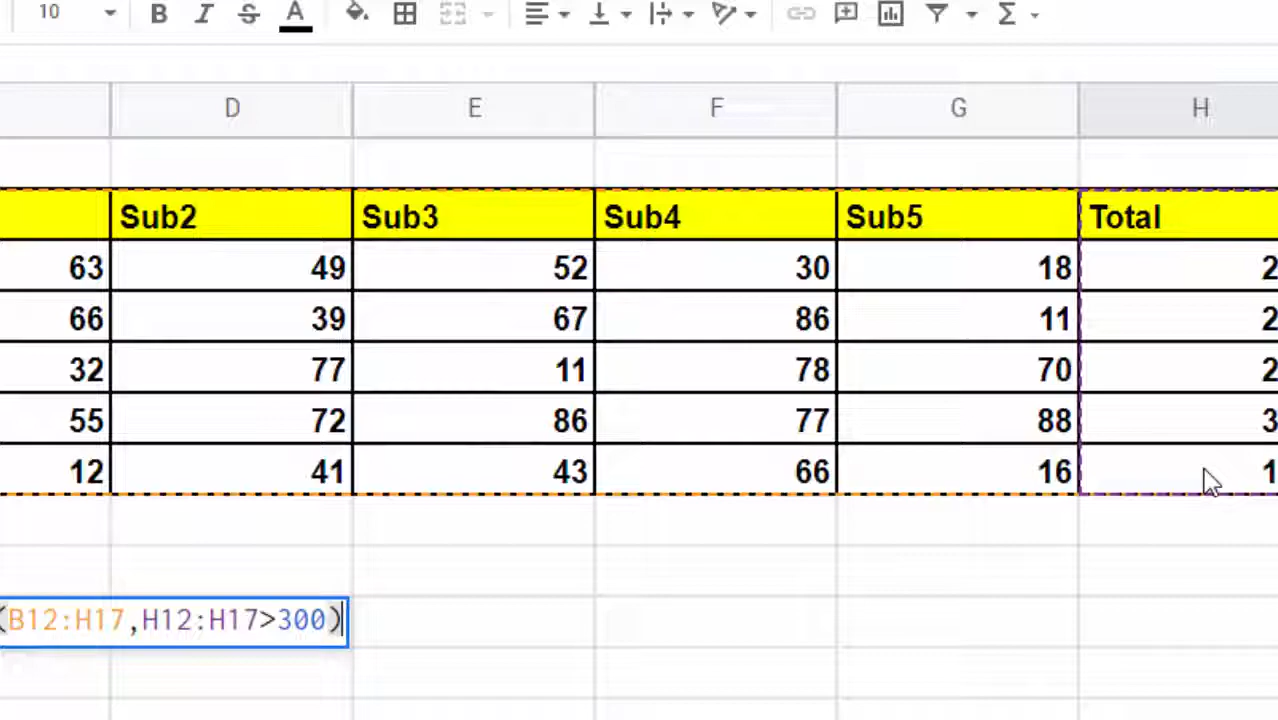 10 B I S A Σ
D E F G H
Sub2 Sub3 Sub4 Sub5 Total
63 49 52 30 18 2
66 39 67 86 11 2
32 77 11 78 70 2
55 72 86 77 88 3
12 41 43 66 16 1
(B12:H17,H12:H17>300)